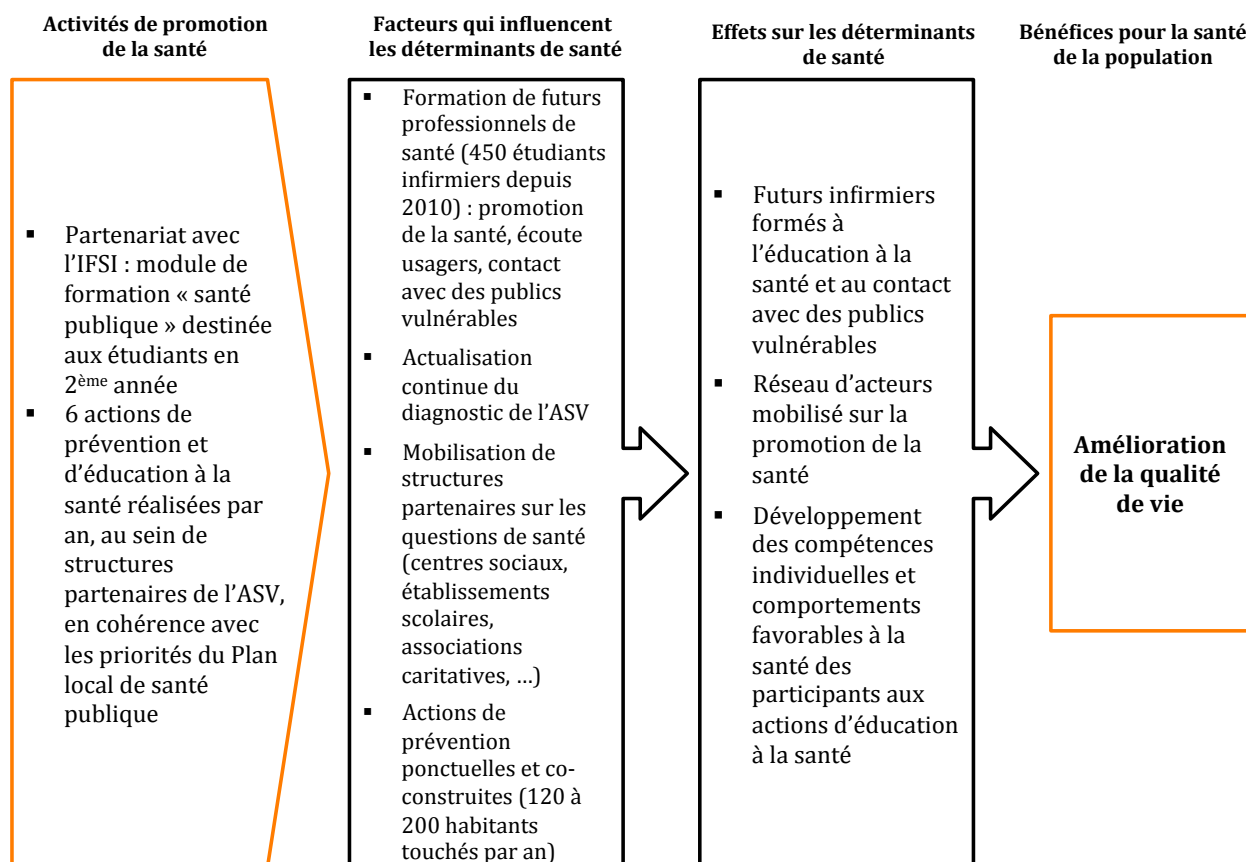 Activités de promotion
de la santé
Facteurs qui influencent
les déterminants de santé
Effets sur les déterminants
de santé
Bénéfices pour la santé
de la population
▪ Partenariat avec
l’IFSI : module de
formation « santé
publique » destinée
aux étudiants en
2ème année
▪ 6 actions de
prévention et
d’éducation à la
santé réalisées par
an, au sein de
structures
partenaires de l’ASV,
en cohérence avec
les priorités du Plan
local de santé
publique
▪ Formation de futurs
professionnels de
santé (450 étudiants
infirmiers depuis
2010) : promotion
de la santé, écoute
usagers, contact
avec des publics
vulnérables
▪ Actualisation
continue du
diagnostic de l’ASV
▪ Mobilisation de
structures
partenaires sur les
questions de santé
(centres sociaux,
établissements
scolaires,
associations
caritatives, …)
▪ Actions de
prévention
ponctuelles et co-
construites (120 à
200 habitants
touchés par an)
▪ Futurs infirmiers
formés à
l’éducation à la
santé et au contact
avec des publics
vulnérables
▪ Réseau d’acteurs
mobilisé sur la
promotion de la
santé
▪ Développement
des compétences
individuelles et
comportements
favorables à la
santé des
participants aux
actions d’éducation
à la santé
Amélioration
de la qualité
de vie